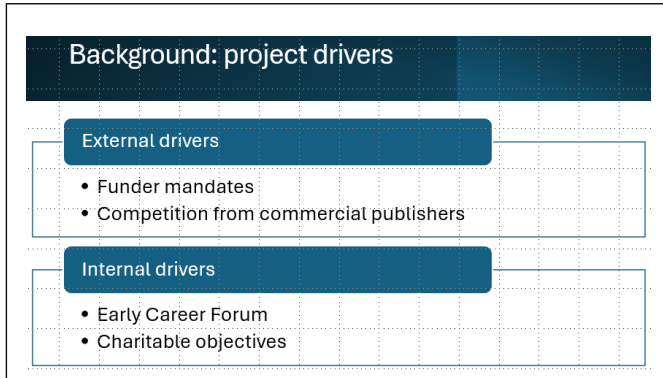 Background: project drivers
External drivers
• Funder mandates
• Competition from commercial publishers
Internal drivers
• Early Career Forum
• Charitable objectives